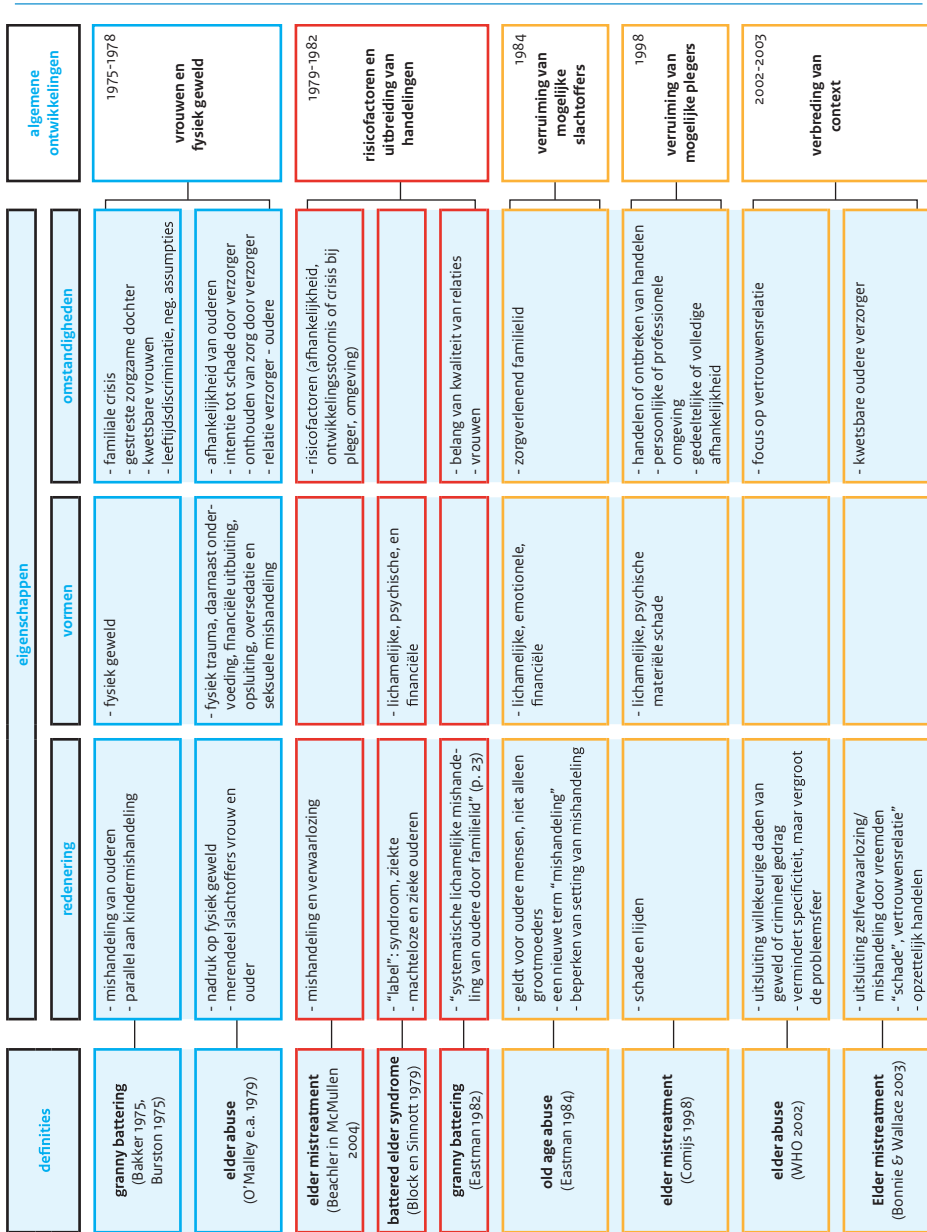 definities
eigenschappen
algemene
ontwikkelingen
redenering
vormen
omstandigheden
granny battering
(Bakker 1975,
Burston 1975)
- mishandeling van ouderen
- parallel aan kindermishandeling
- fysiek geweld
- familiale crisis
- gestreste zorgzame dochter
- kwetsbare vrouwen
- leeftijdsdiscriminatie, neg. assumpties
1975-1978
vrouwen en
fysiek geweld
elder abuse
(O'Malley e.a. 1979)
- nadruk op fysiek geweld
- merendeel slachtoffers vrouw en
ouder
- fysiek trauma, daarnaast onder-
voeding, financiële uitbuiting,
opsluiting, oversedatie en
seksuele mishandeling
- afhankelijkheid van ouderen
- intentie tot schade door verzorger
- onthouden van zorg door verzorger
- relatie verzorger - oudere
elder mistreatment
(Beachler in McMullen
2004)
- mishandeling en verwaarlozing
- risicofactoren (afhankelijkheid,
ontwikkelingsstoornis of crisis bij
pleger, omgeving)
1979-1982
risicofactoren en
uitbreiding van
handelingen
battered elder syndrome
(Block en Sinnott 1979)
- "label": syndroom, ziekte
- machteloze en zieke ouderen
- lichamelijke, psychische, en
financiële
granny battering
(Eastman 1982)
- "systematische lichamelijke mishande-
ling van oudere door familielid" (p. 23)
- belang van kwaliteit van relaties
- vrouwen
old age abuse
(Eastman 1984)
- geldt voor oudere mensen, niet alleen
grootmoeders
- een nieuwe term "mishandeling"
- beperken van setting van mishandeling
- lichamelijke, emotionele,
financiële
- zorgverlenend familielid
1984
verruiming van
mogelijke
slachtoffers
elder mistreatment
(Comijs 1998)
- schade en lijden
- lichamelijke, psychische
materiële schade
- handelen of ontbreken van handelen
- persoonlijke of professionele
omgeving
- gedeeltelijke of volledige
afhankelijkheid
1998
verruiming van
mogelijke plegers
elder abuse
(WHO 2002)
- uitsluiting willekeurige daden van
geweld of crimineel gedrag
- vermindert specificiteit, maar vergroot
de probleemsfeer
- focus op vertrouwensrelatie
2002-2003
verbreding van
context
Elder mistreatment
(Bonnie & Wallace 2003)
- uitsluiting zelfverwaarlozing/
mishandeling door vreemden
- "schade", vertrouwensrelatie"
- opzettelijk handelen
- kwetsbare oudere verzorger